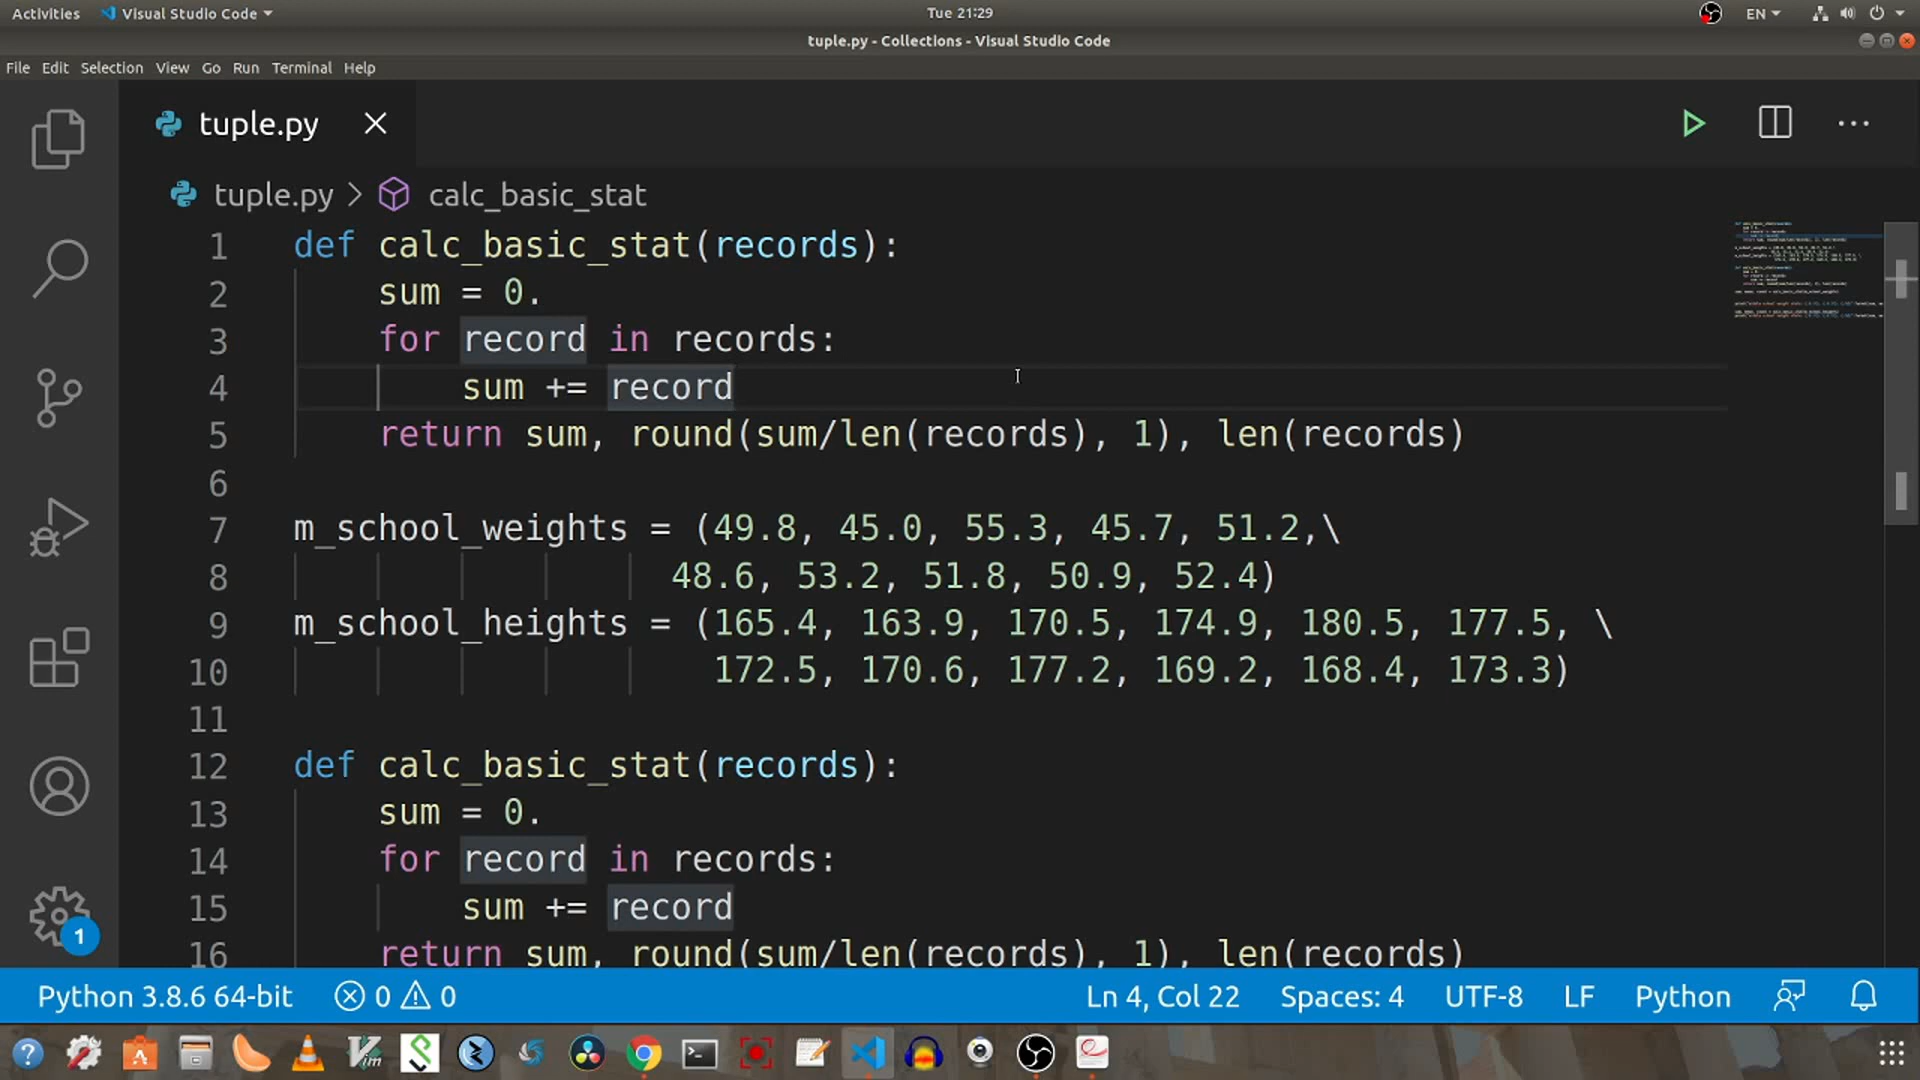 Activities Visual Studio Code Tue 21:29 EN
tuple.py - Collections - Visual Studio Code
File Edit Selection View Go Run Terminal Help
tuple.py
tuple.py > calc_basic_stat
1 def calc_basic_stat(records):
2 sum = 0.
3 for record in records:
4 sum += record
5 return sum, round(sum/len(records), 1), len(records)
6
7 m_school_weights = (49.8, 45.0, 55.3, 45.7, 51.2,\
8 48.6, 53.2, 51.8, 50.9, 52.4)
9 m_school_heights = (165.4, 163.9, 170.5, 174.9, 180.5, 177.5, \
10 172.5, 170.6, 177.2, 169.2, 168.4, 173.3)
11
12 def calc_basic_stat(records):
13 sum = 0.
14 for record in records:
15 sum += record
16 return sum, round(sum/len(records), 1), len(records)
1
Python 3.8.6 64-bit 0 0 Ln 4, Col 22 Spaces: 4 UTF-8 LF Python